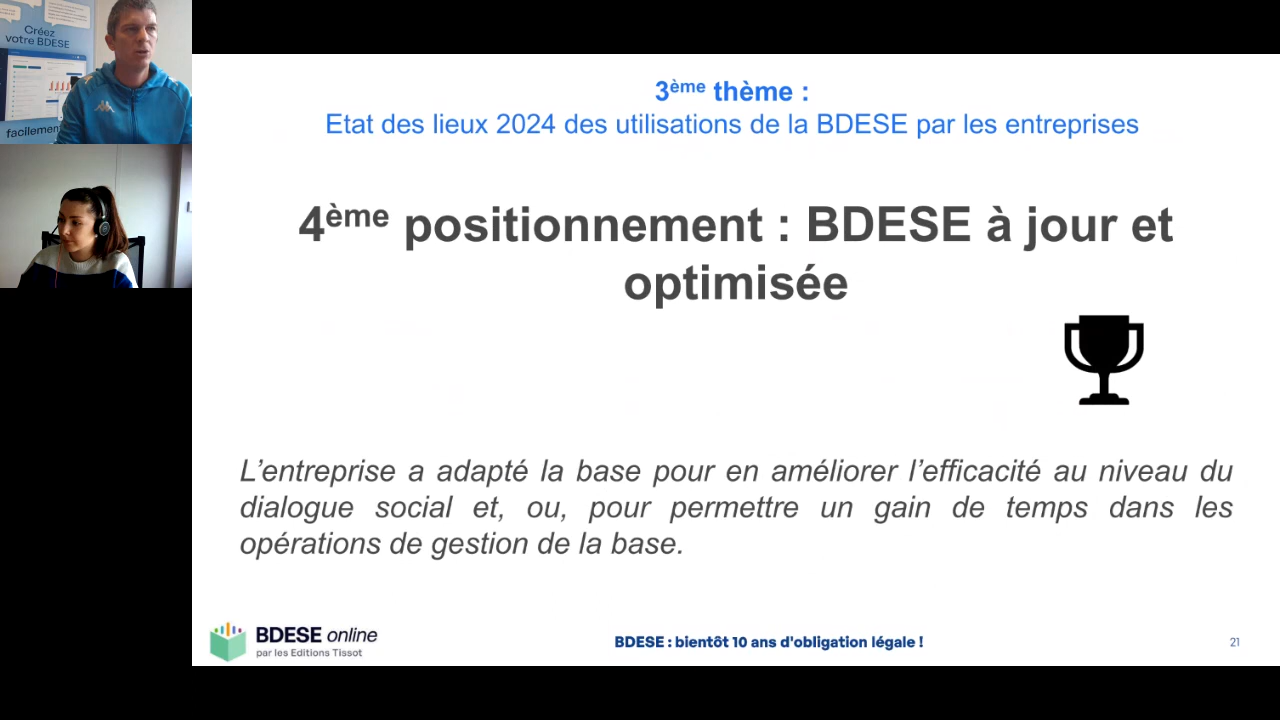 Créez
votre BDESE
facilement
3ème thème :
Etat des lieux 2024 des utilisations de la BDESE par les entreprises
4ème positionnement : BDESE à jour et
optimisée
L’entreprise a adapté la base pour en améliorer l’efficacité au niveau du
dialogue social et, ou, pour permettre un gain de temps dans les
opérations de gestion de la base.
BDESE online
par les Editions Tissot
BDESE : bientôt 10 ans d'obligation légale !
21